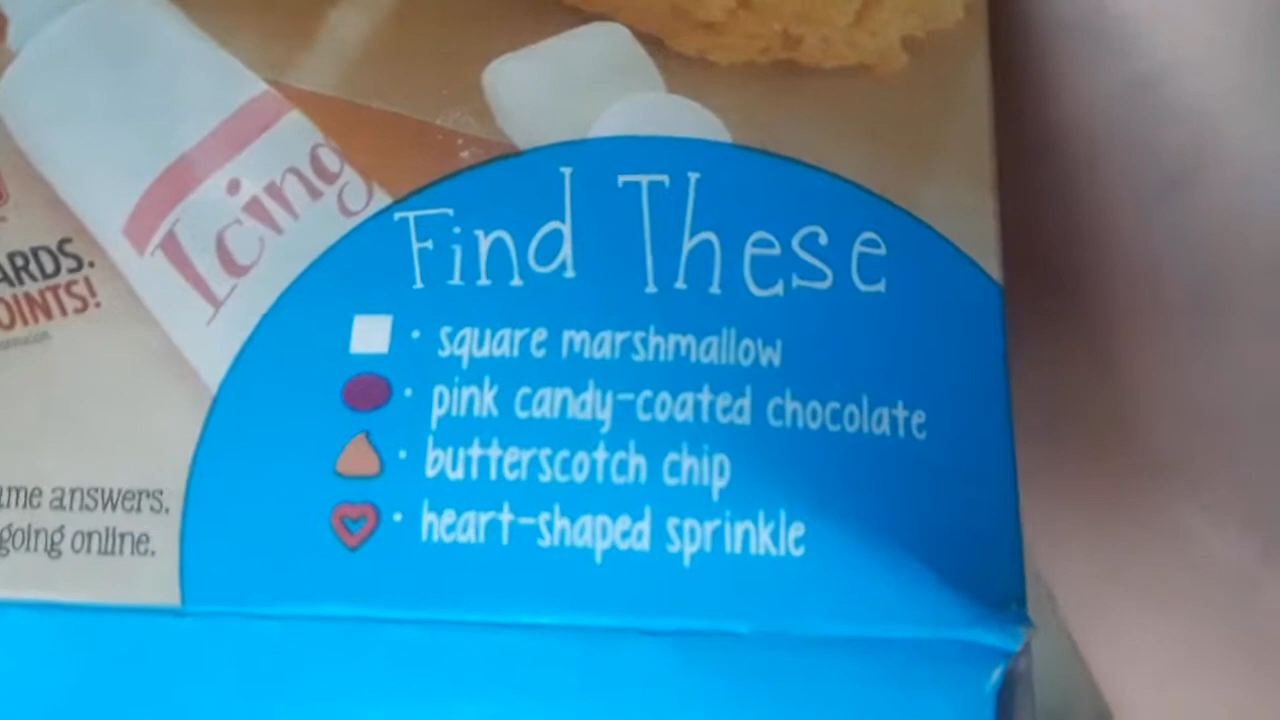 Icing
ARDS.
OINTS!
Find These
· square marshmallow
· pink candy-coated chocolate
· butterscotch chip
· heart-shaped sprinkle
ame answers.
going online.